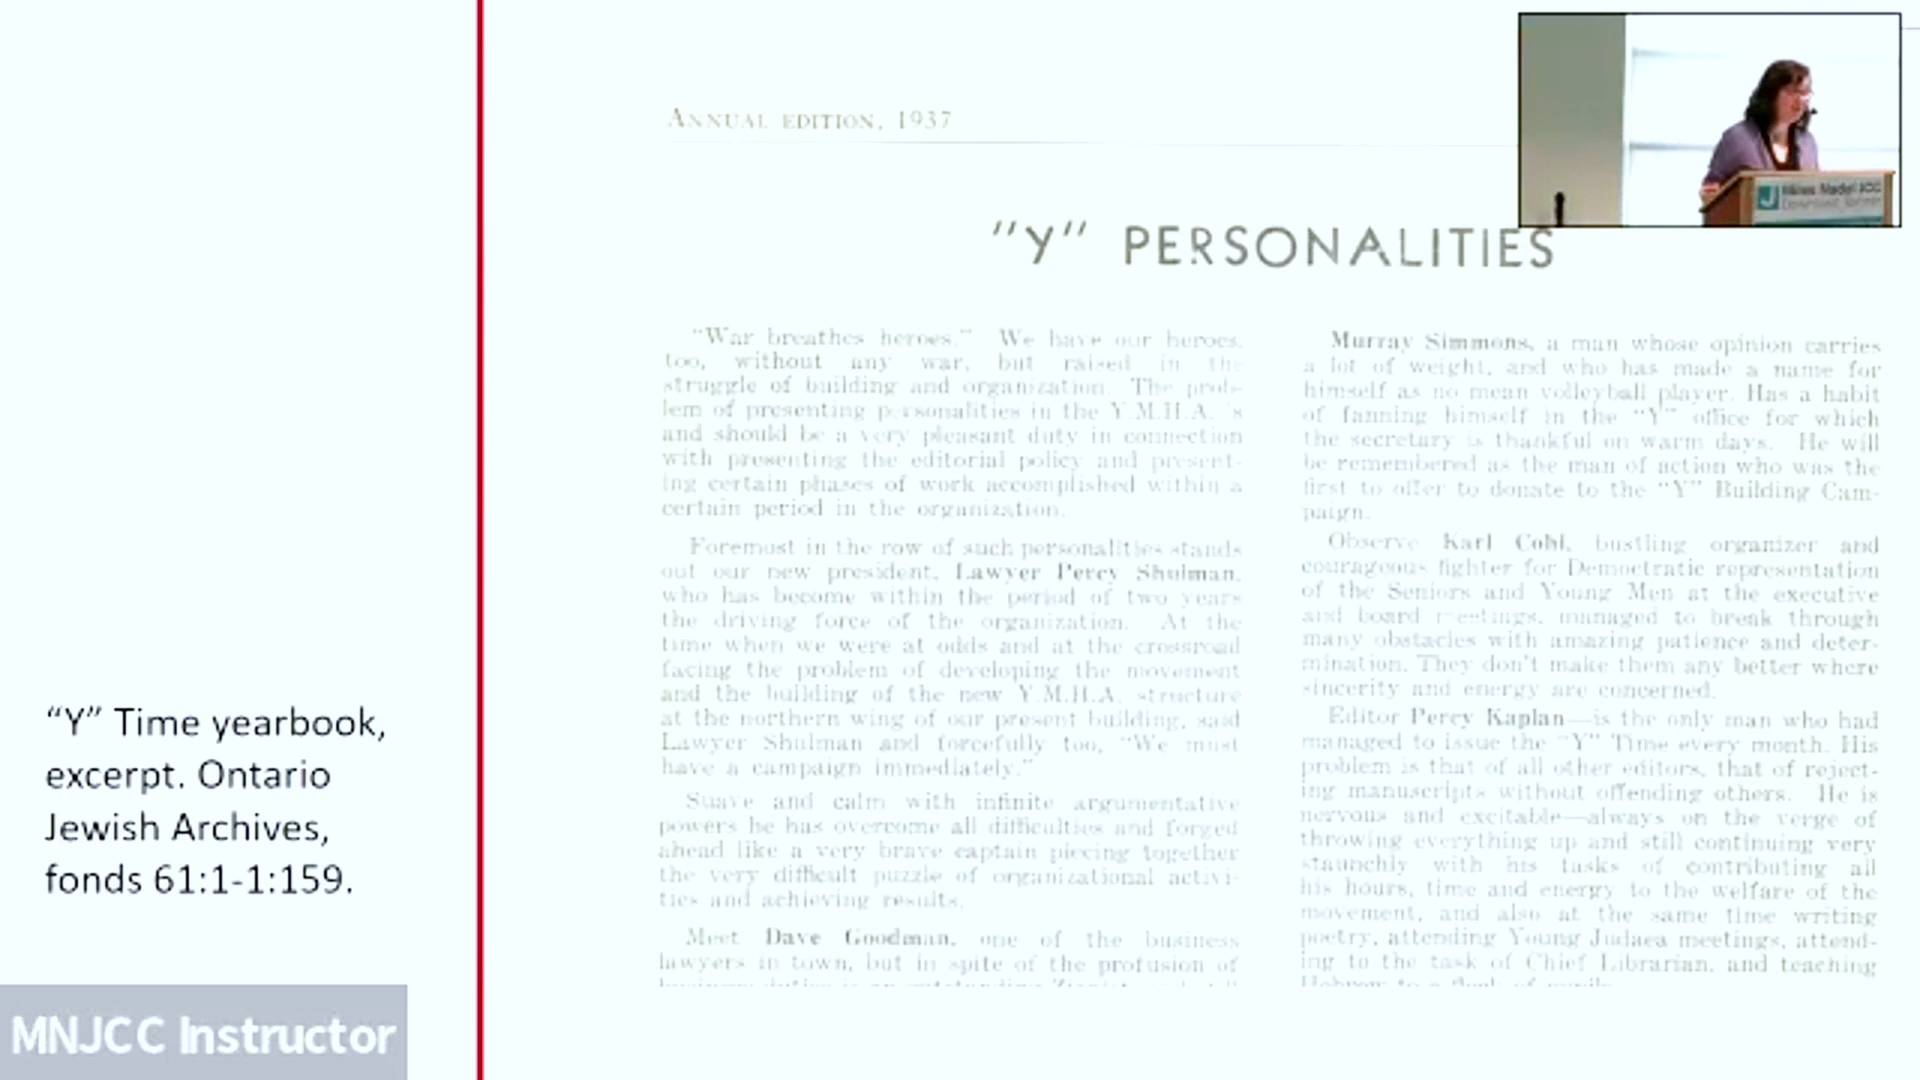 ANNUAL EDITION, 1937
"Y" PERSONALITIES
"War breathes heroes." We have our heroes,
too, without any war, but raised in the
struggle of building and organization. The prob-
lem of presenting personalities in the Y.M.H.A. is
and should be a very pleasant duty in connection
with presenting the editorial policy and present-
ing certain phases of work accomplished within a
certain period in the organization.
Foremost in the row of such personalities stands
out our new president, Lawyer Percy Shulman,
who has become within the period of two years
the driving force of the organization. At the
time when we were at odds and at the crossroad
facing the problem of developing the movement
and the building of the new Y.M.H.A. structure
at the northern wing of our present building, said
Lawyer Shulman and forcefully too, "We must
have a campaign immediately."
Suave and calm with infinite argumentative
powers he has overcome all difficulties and forged
ahead like a very brave captain piecing together
the very difficult puzzle of organizational activi-
ties and achieving results.
Meet Dave Goodman, one of the business
lawyers in town, but in spite of the profusion of
Murray Simmons, a man whose opinion carries
a lot of weight, and who has made a name for
himself as no mean volleyball player. Has a habit
of fanning himself in the "Y" office for which
the secretary is thankful on warm days. He will
be remembered as the man of action who was the
first to offer to donate to the "Y" Building Cam-
paign.
Observe Karl Cohl, bustling organizer and
courageous fighter for Democtratic representation
of the Seniors and Young Men at the executive
and board meetings, managed to break through
many obstacles with amazing patience and deter-
mination. They don't make them any better where
sincerity and energy are concerned.
Editor Percy Kaplan—is the only man who had
managed to issue the "Y" Time every month. His
problem is that of all other editors, that of reject-
ing manuscripts without offending others. He is
nervous and excitable—always on the verge of
throwing everything up and still continuing very
staunchly with his tasks of contributing all
his hours, time and energy to the welfare of the
movement, and also at the same time writing
poetry, attending Young Judaea meetings, attend-
ing to the task of Chief Librarian, and teaching
"Y" Time yearbook,
excerpt. Ontario
Jewish Archives,
fonds 61:1-1:159.
MNJCC Instructor
Miles Nadal JCC